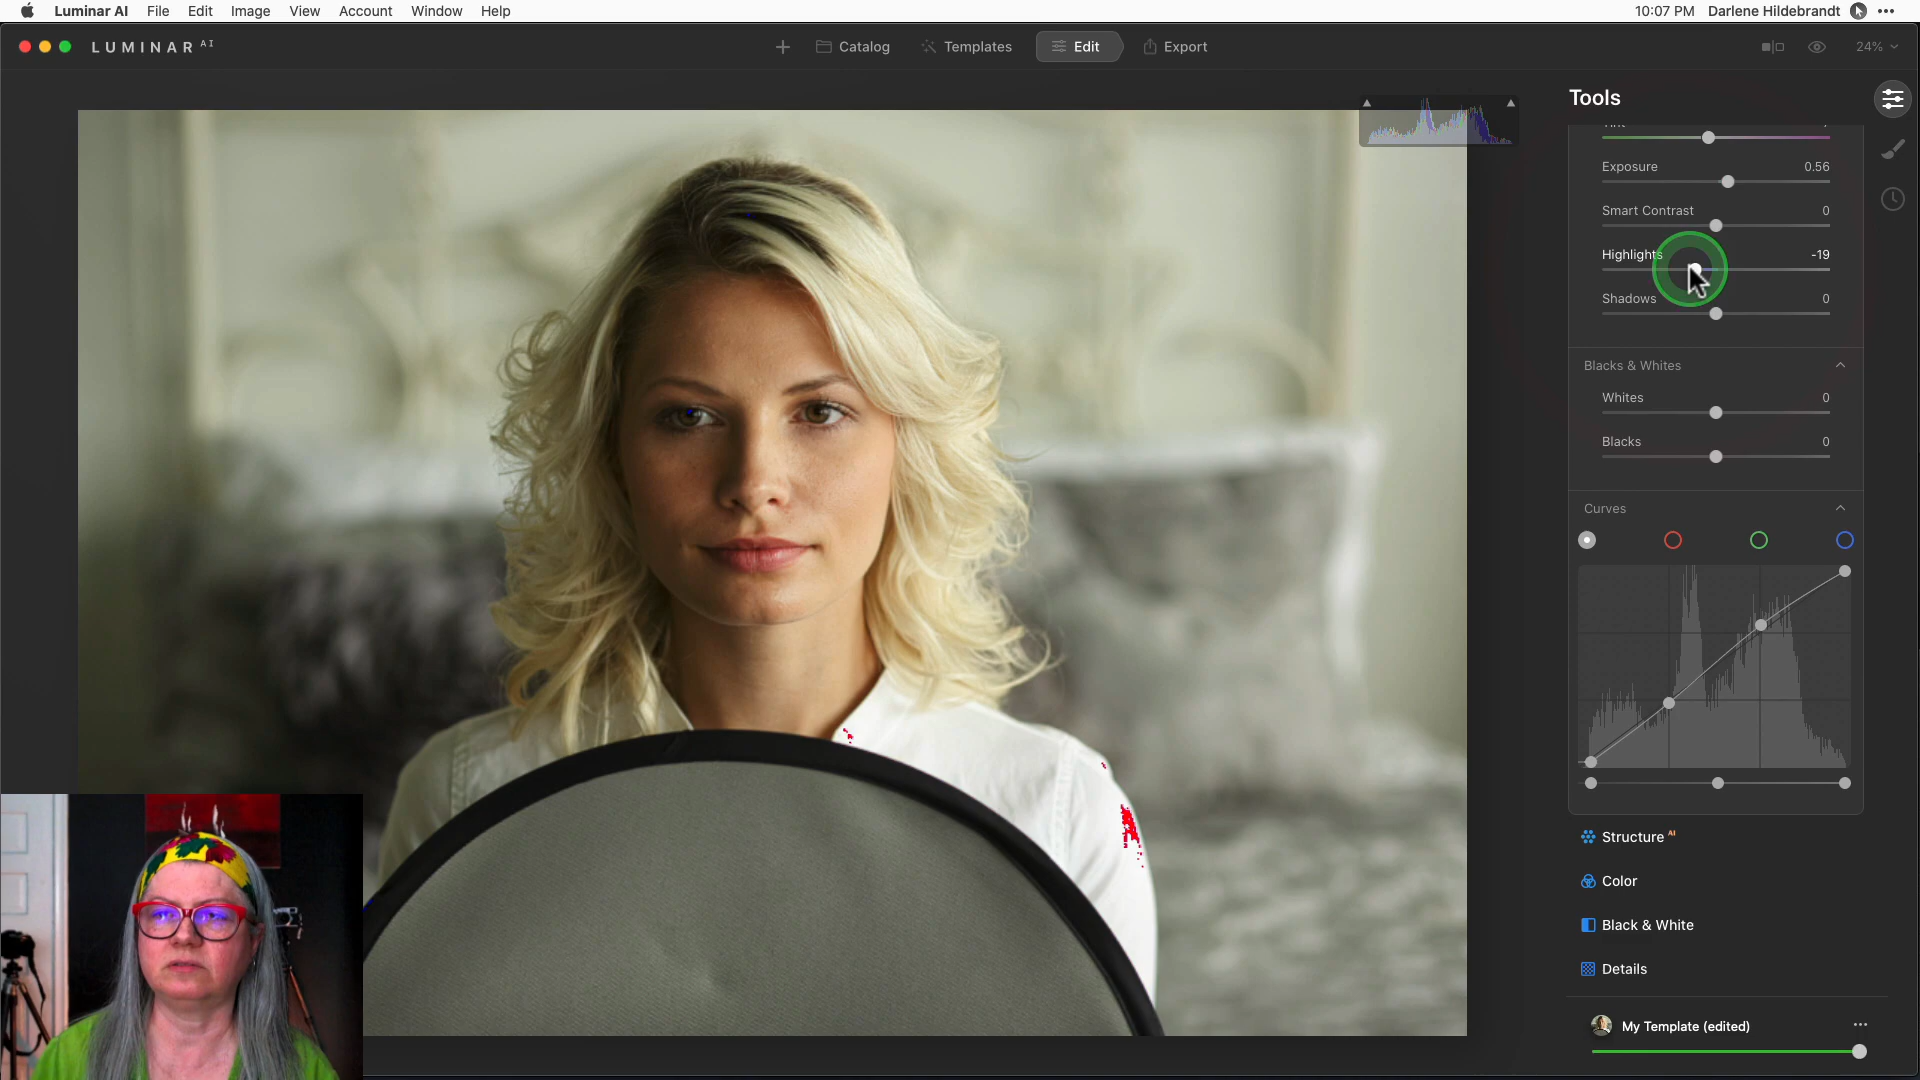 Luminar AI File Edit Image View Account Window Help 10:07 PM Darlene Hildebrandt
LUMINAR AI Catalog Templates Edit Export 24%
Tools
Exposure 0.56
Smart Contrast 0
Highlights -19
Shadows 0
Blacks & Whites
Whites 0
Blacks 0
Curves
Structure AI
Color
Black & White
Details
My Template (edited)